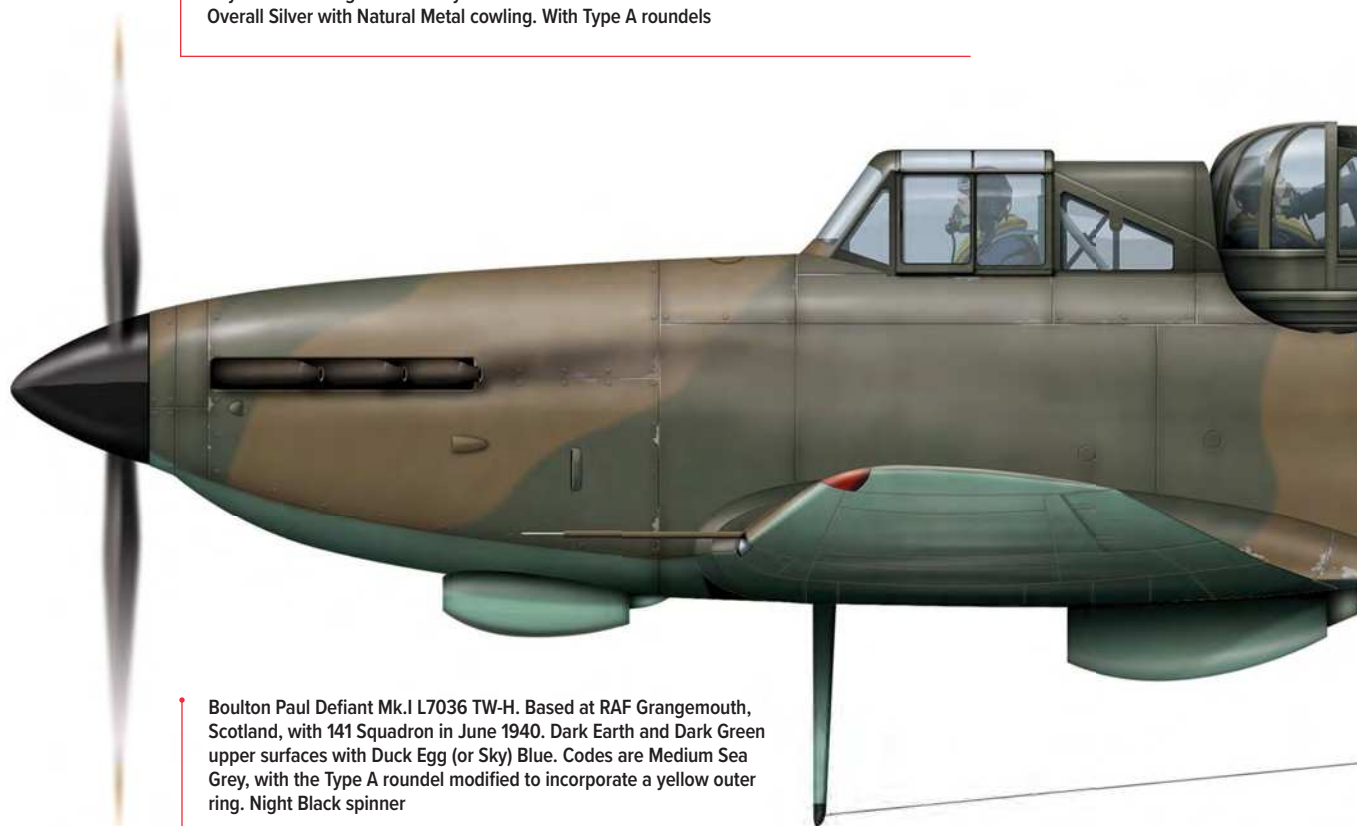 Overall Silver with Natural Metal cowling. With Type A roundels
Boulton Paul Defiant Mk.I L7036 TW-H. Based at RAF Grangemouth,
Scotland, with 141 Squadron in June 1940. Dark Earth and Dark Green
upper surfaces with Duck Egg (or Sky) Blue. Codes are Medium Sea
Grey, with the Type A roundel modified to incorporate a yellow outer
ring. Night Black spinner